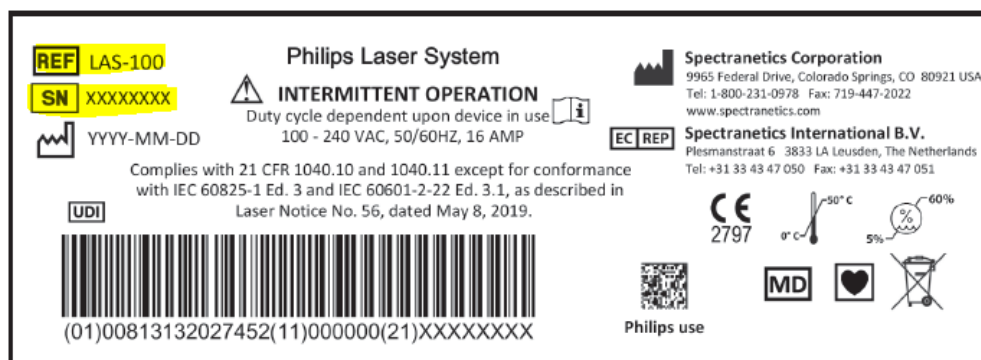 REF LAS-100
SN XXXXXXXX
YYYY-MM-DD
Philips Laser System
INTERMITTENT OPERATION
Duty cycle dependent upon device in use i
100 - 240 VAC, 50/60HZ, 16 AMP
Complies with 21 CFR 1040.10 and 1040.11 except for conformance
with IEC 60825-1 Ed. 3 and IEC 60601-2-22 Ed. 3.1, as described in
Laser Notice No. 56, dated May 8, 2019.
UDI
(01)00813132027452(11)000000(21)XXXXXXXX
Spectranetics Corporation
9965 Federal Drive, Colorado Springs, CO 80921 USA
Tel: 1-800-231-0978 Fax: 719-447-2022
www.spectranetics.com
EC REP Spectranetics International B.V.
Plesmanstraat 6 3833 LA Leusden, The Netherlands
Tel: +31 33 43 47 050 Fax: +31 33 43 47 051
CE
2797
50° C
0° C
%
60%
5%
Philips use
MD